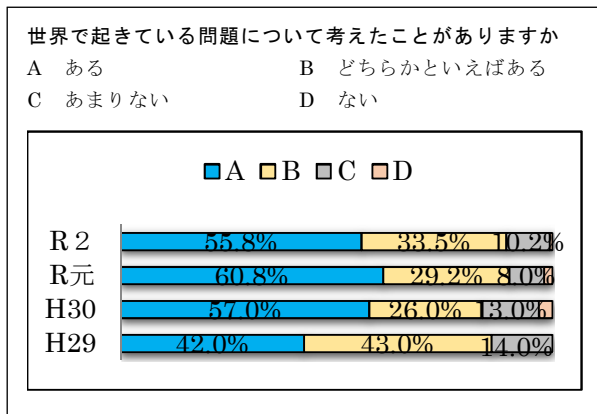 世界で起きている問題について考えたことがありますか
A ある B どちらかといえばある
C あまりない D ない
A B C D
R２ 55.8% 33.5% 10.2%
R元 60.8% 29.2% 8.0%
H30 57.0% 26.0% 13.0%
H29 42.0% 43.0% 14.0%